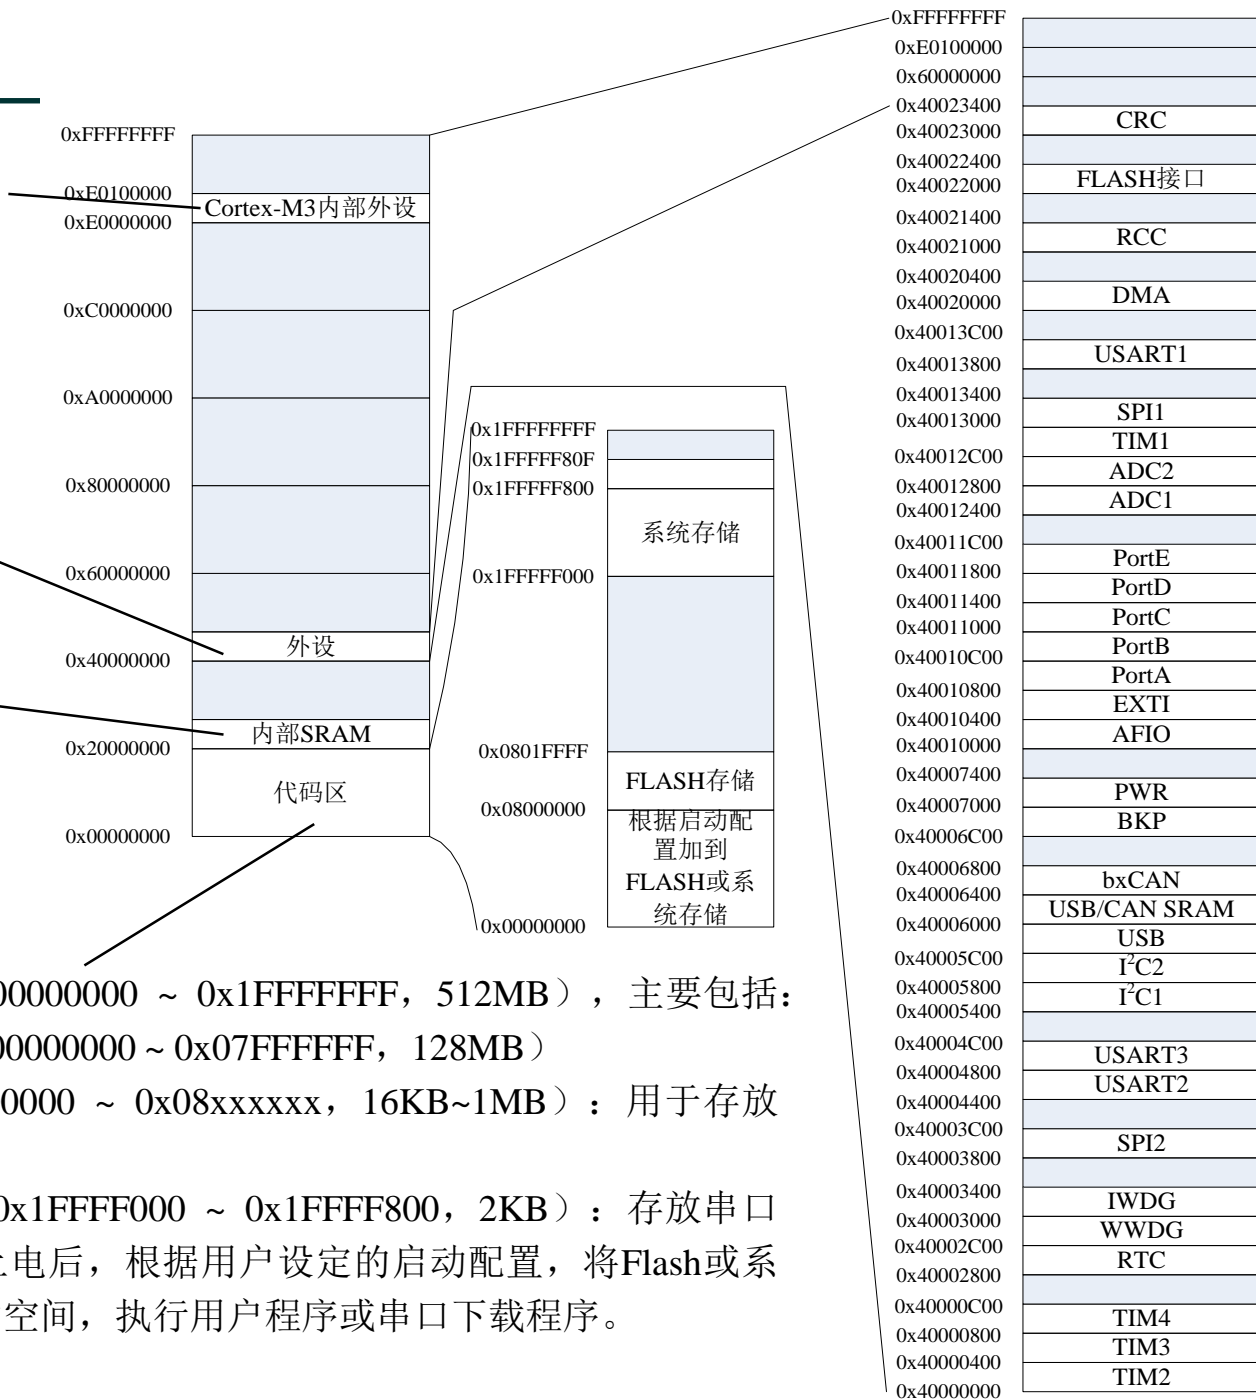 0xFFFFFFFF
0xE0100000
Cortex-M3内部外设
0xE0000000
0xC0000000
0xA0000000
0x80000000
0x60000000
外设
0x40000000
内部SRAM
0x20000000
代码区
0x00000000
0x1FFFFFFFF
0x1FFFFF80F
0x1FFFFF800
系统存储
0x1FFFFF000
0x0801FFFF
FLASH存储
0x08000000
根据启动配
置加到
FLASH或系
统存储
0x00000000
0xFFFFFFFF
0xE0100000
0x60000000
0x40023400
CRC
0x40023000
0x40022400
FLASH接口
0x40022000
0x40021400
RCC
0x40021000
0x40020400
DMA
0x40020000
0x40013C00
USART1
0x40013800
0x40013400
SPI1
0x40013000
TIM1
0x40012C00
ADC2
0x40012800
ADC1
0x40012400
0x40011C00
PortE
0x40011800
PortD
0x40011400
PortC
0x40011000
PortB
0x40010C00
PortA
0x40010800
EXTI
0x40010400
AFIO
0x40010000
0x40007400
PWR
0x40007000
BKP
0x40006C00
0x40006800
bxCAN
0x40006400
USB/CAN SRAM
0x40006000
USB
0x40005C00
I²C2
0x40005800
I²C1
0x40005400
0x40004C00
USART3
0x40004800
USART2
0x40004400
0x40003C00
SPI2
0x40003800
0x40003400
IWDG
0x40003000
WWDG
0x40002C00
RTC
0x40002800
0x40000C00
TIM4
0x40000800
TIM3
0x40000400
TIM2
0x40000000
00000000 ~ 0x1FFFFFFF，512MB），主要包括：
00000000 ~ 0x07FFFFFF，128MB）
0000 ~ 0x08xxxxxx，16KB~1MB）：用于存放
0x1FFFF000 ~ 0x1FFFF800，2KB）：存放串口
上电后，根据用户设定的启动配置，将Flash或系
空间，执行用户程序或串口下载程序。